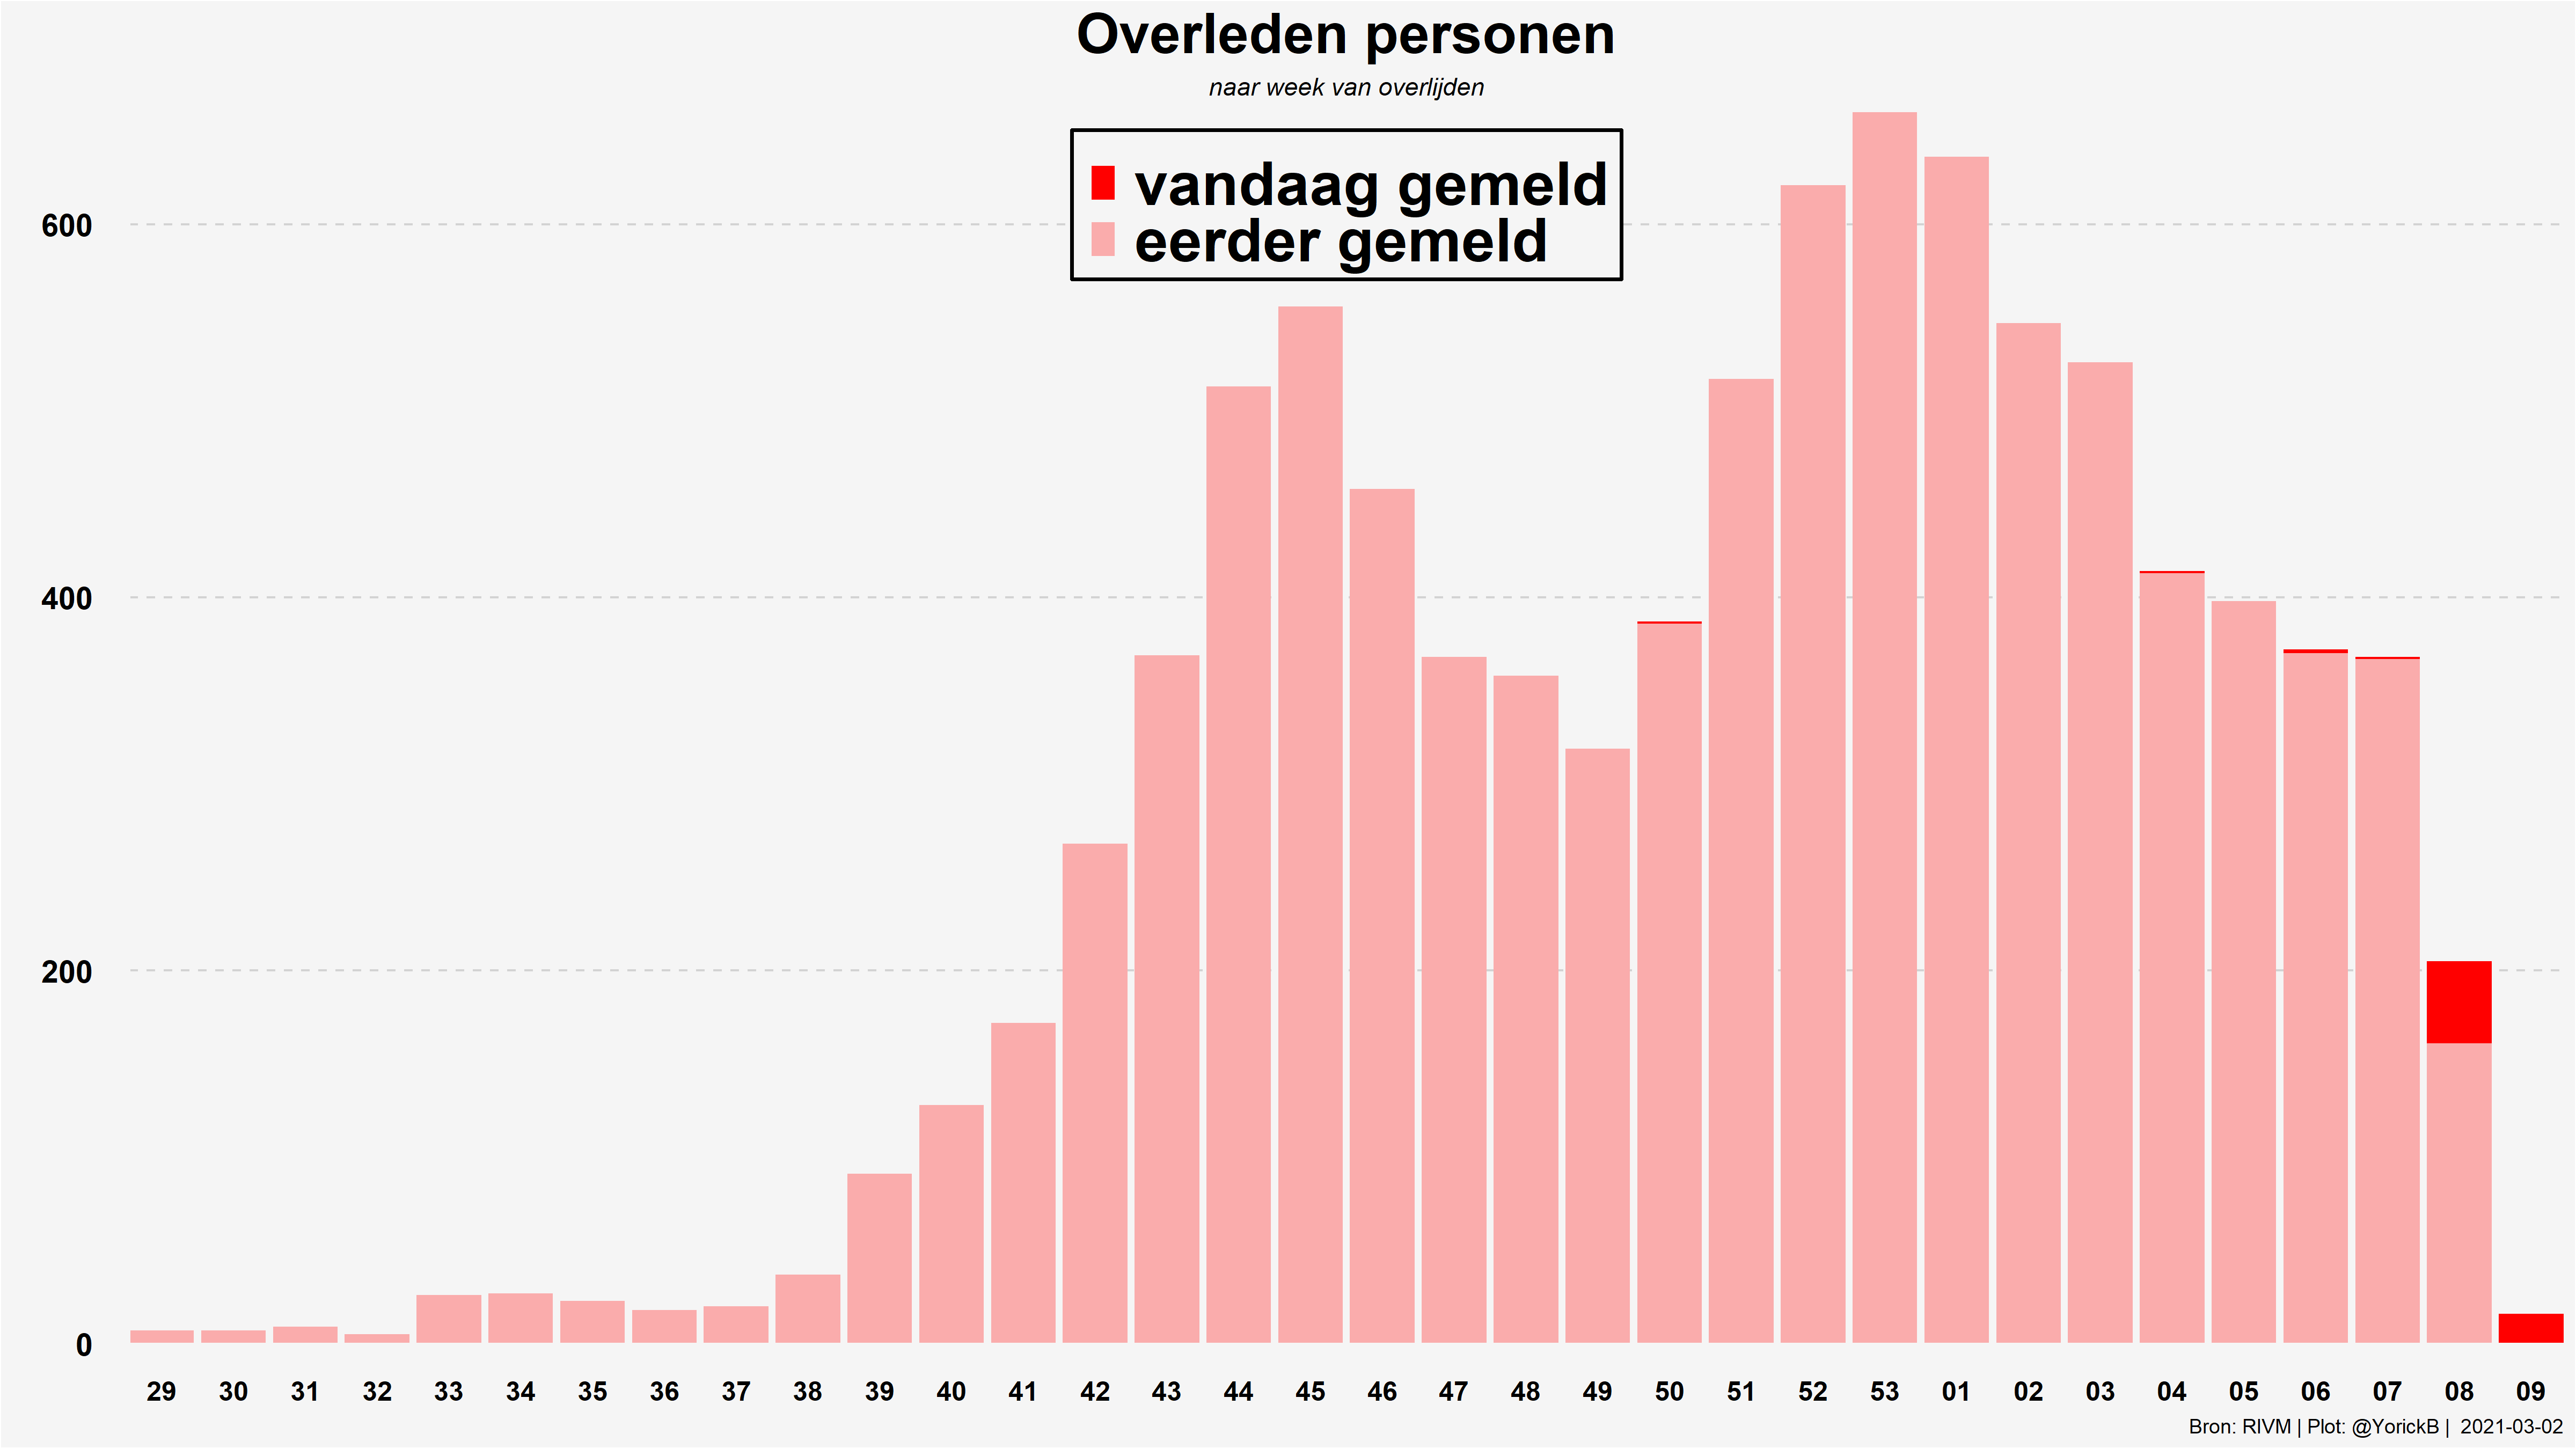 Overleden personen
naar week van overlijden
vandaag gemeld
eerder gemeld
600
400
200
0
29 30 31 32 33 34 35 36 37 38 39 40 41 42 43 44 45 46 47 48 49 50 51 52 53 01 02 03 04 05 06 07 08 09
Bron: RIVM | Plot: @YorickB | 2021-03-02